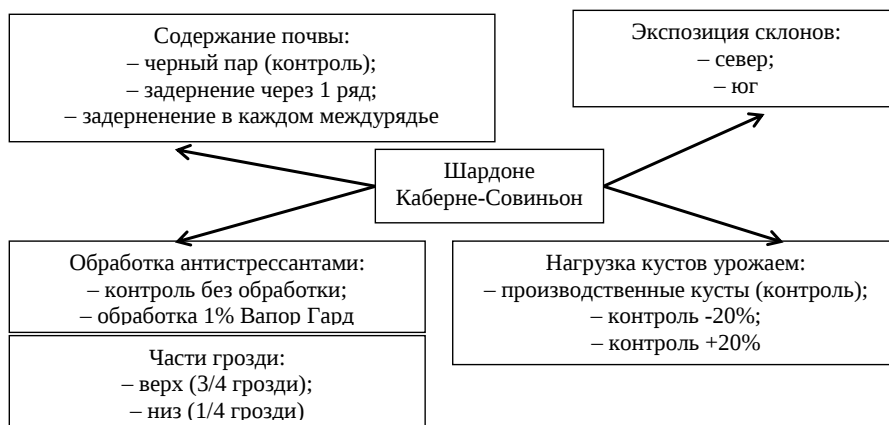 Содержание почвы:
– черный пар (контроль);
– задернение через 1 ряд;
– задерненение в каждом междурядье
Экспозиция склонов:
– север;
– юг
Шардоне
Каберне-Совиньон
Обработка антистрессантами:
– контроль без обработки;
– обработка 1% Вапор Гард
Части грозди:
– верх (3/4 грозди);
– низ (1/4 грозди)
Нагрузка кустов урожаем:
– производственные кусты (контроль);
– контроль -20%;
– контроль +20%